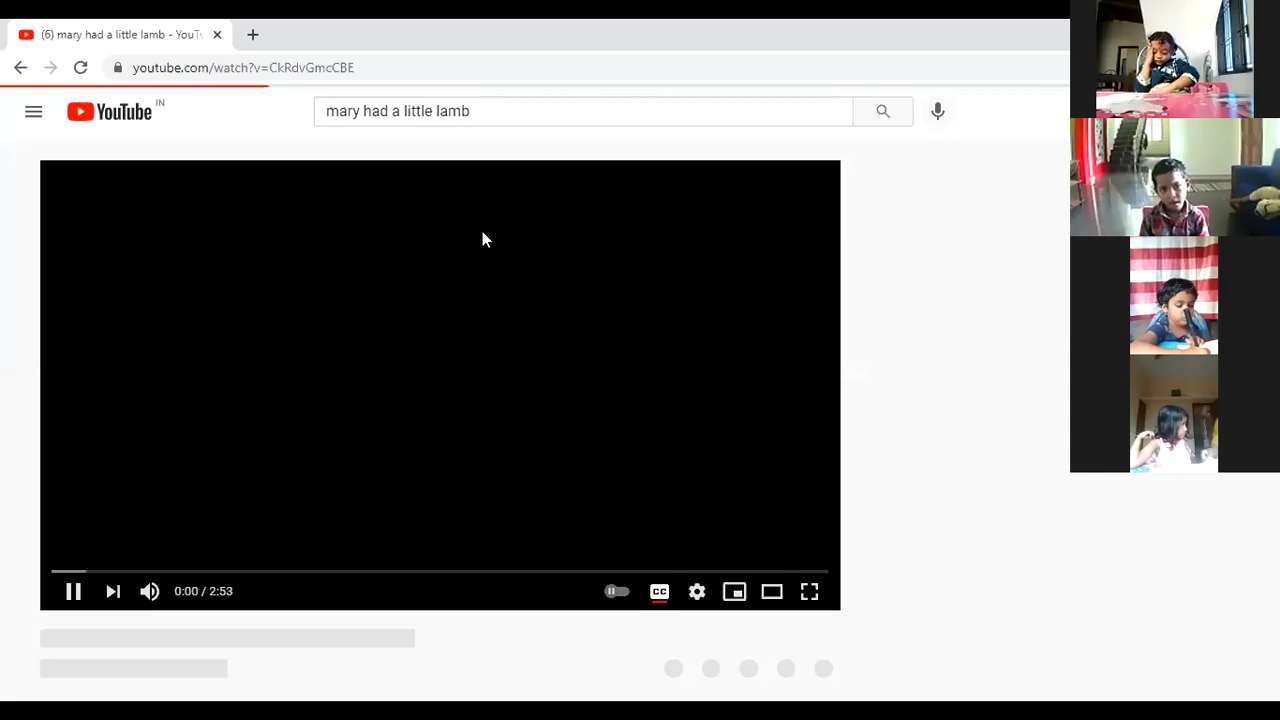 (6) mary had a little lamb - YouTu
youtube.com/watch?v=CkRdvGmcCBE
YouTube IN
mary had a little lamb
0:00 / 2:53
CC